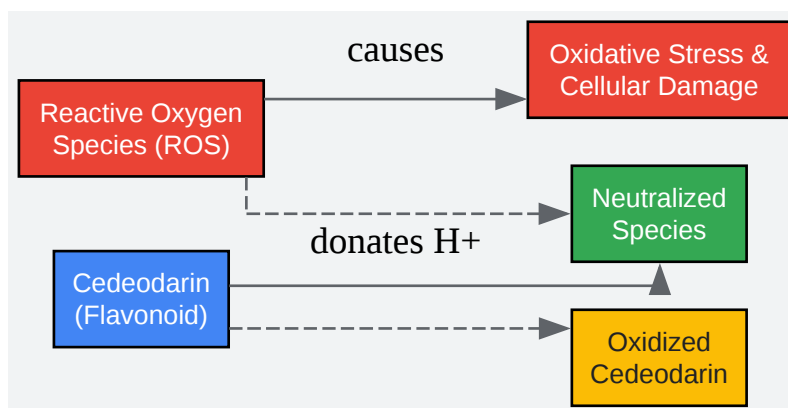 causes
Oxidative Stress &
Cellular Damage
Reactive Oxygen
Species (ROS)
Neutralized
Species
donates H+
Cedeodarin
(Flavonoid)
Oxidized
Cedeodarin